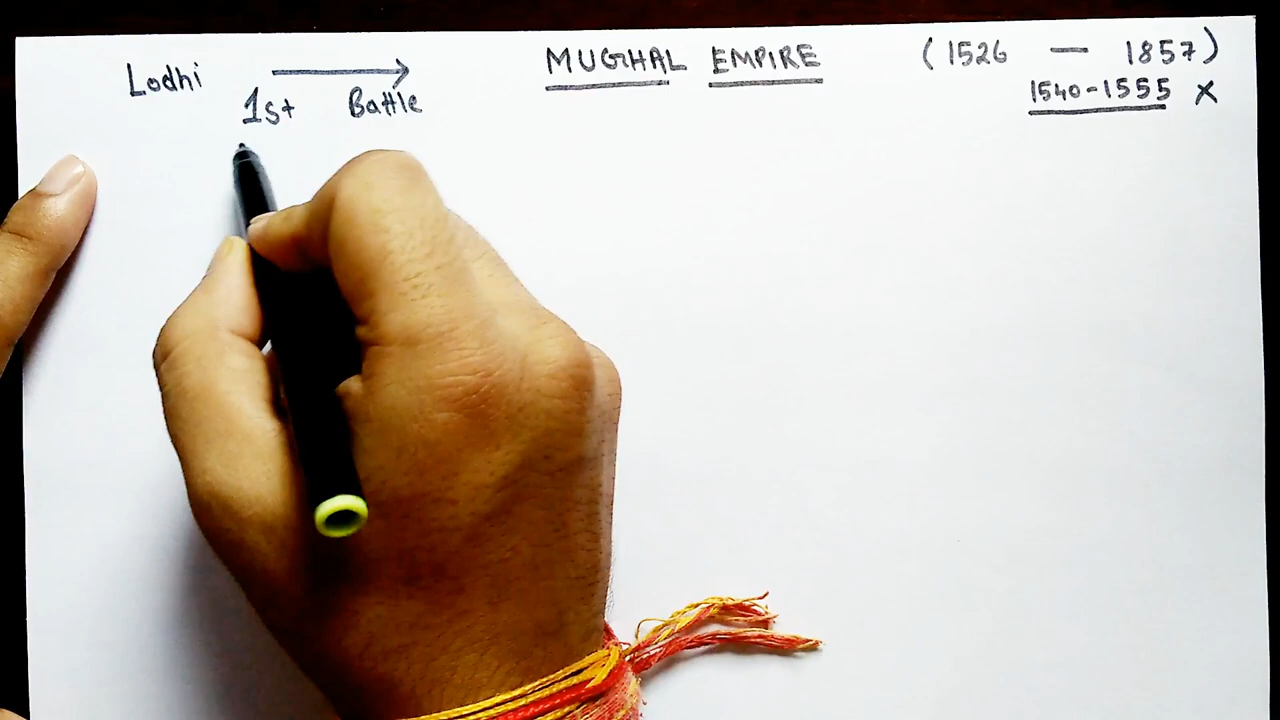 Lodhi → MUGHAL EMPIRE (1526 — 1857)
1st Battle 1540-1555 X